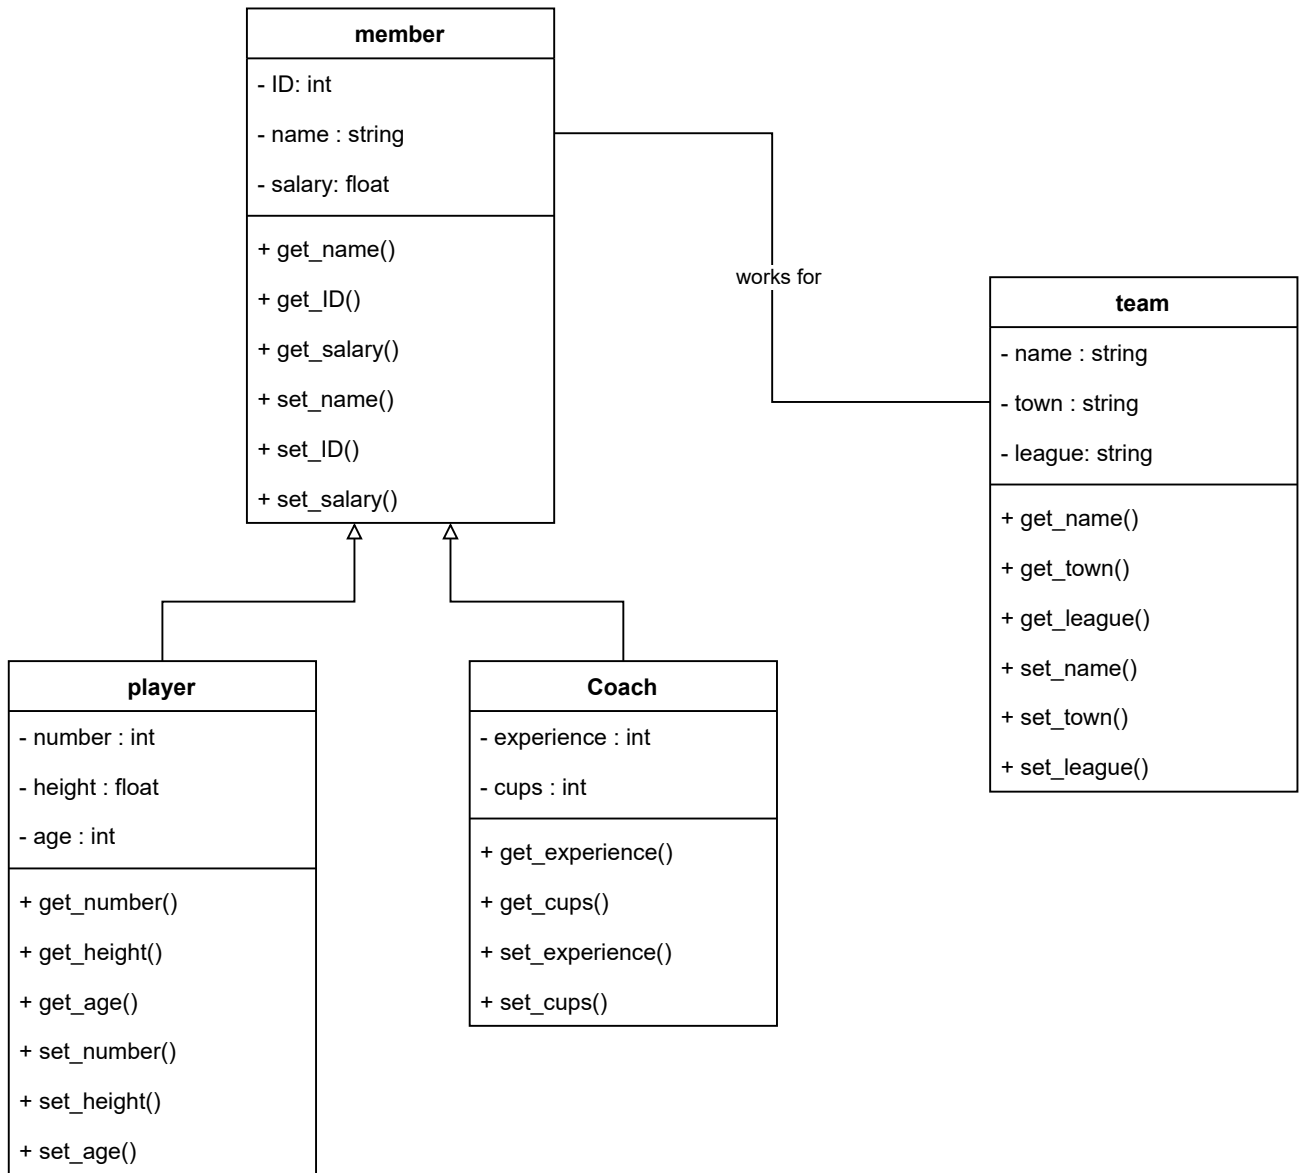 member
- ID: int
- name : string
- salary: float
+ get_name()
+ get_ID()
+ get_salary()
+ set_name()
+ set_ID()
+ set_salary()
works for
team
- name : string
- town : string
- league: string
+ get_name()
+ get_town()
+ get_league()
+ set_name()
+ set_town()
+ set_league()
player
- number : int
- height : float
- age : int
+ get_number()
+ get_height()
+ get_age()
+ set_number()
+ set_height()
+ set_age()
Coach
- experience : int
- cups : int
+ get_experience()
+ get_cups()
+ set_experience()
+ set_cups()